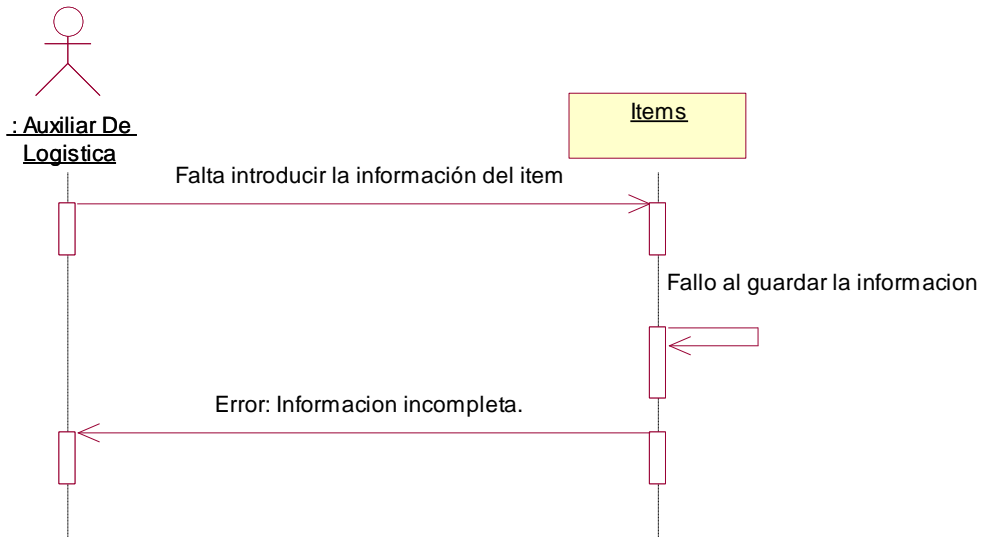 : Auxiliar De
Logistica
Items
Falta introducir la información del item
Fallo al guardar la informacion
Error: Informacion incompleta.